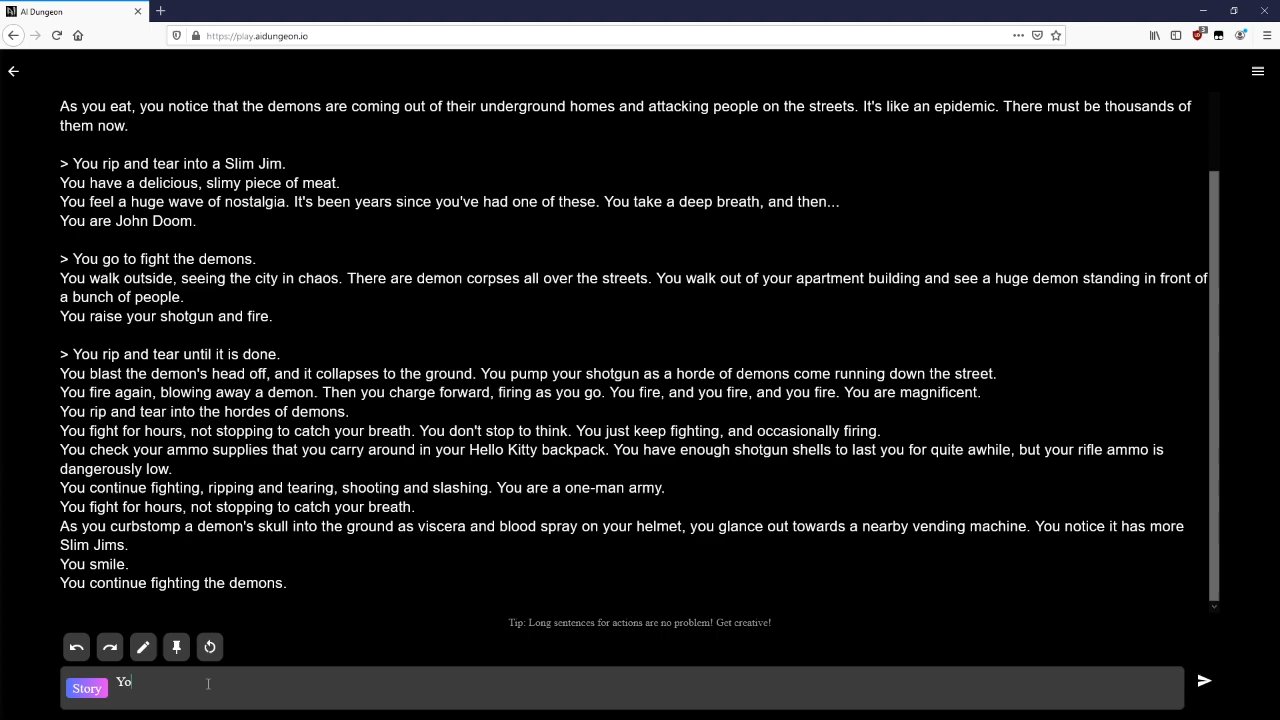 AI Dungeon
https://play.aidungeon.io
As you eat, you notice that the demons are coming out of their underground homes and attacking people on the streets. It's like an epidemic. There must be thousands of
them now.
> You rip and tear into a Slim Jim.
You have a delicious, slimy piece of meat.
You feel a huge wave of nostalgia. It's been years since you've had one of these. You take a deep breath, and then...
You are John Doom.
> You go to fight the demons.
You walk outside, seeing the city in chaos. There are demon corpses all over the streets. You walk out of your apartment building and see a huge demon standing in front of
a bunch of people.
You raise your shotgun and fire.
> You rip and tear until it is done.
You blast the demon's head off, and it collapses to the ground. You pump your shotgun as a horde of demons come running down the street.
You fire again, blowing away a demon. Then you charge forward, firing as you go. You fire, and you fire, and you fire. You are magnificent.
You rip and tear into the hordes of demons.
You fight for hours, not stopping to catch your breath. You don't stop to think. You just keep fighting, and occasionally firing.
You check your ammo supplies that you carry around in your Hello Kitty backpack. You have enough shotgun shells to last you for quite awhile, but your rifle ammo is
dangerously low.
You continue fighting, ripping and tearing, shooting and slashing. You are a one-man army.
You fight for hours, not stopping to catch your breath.
As you curbstomp a demon's skull into the ground as viscera and blood spray on your helmet, you glance out towards a nearby vending machine. You notice it has more
Slim Jims.
You smile.
You continue fighting the demons.
Tip: Long sentences for actions are no problem! Get creative!
Story Yo